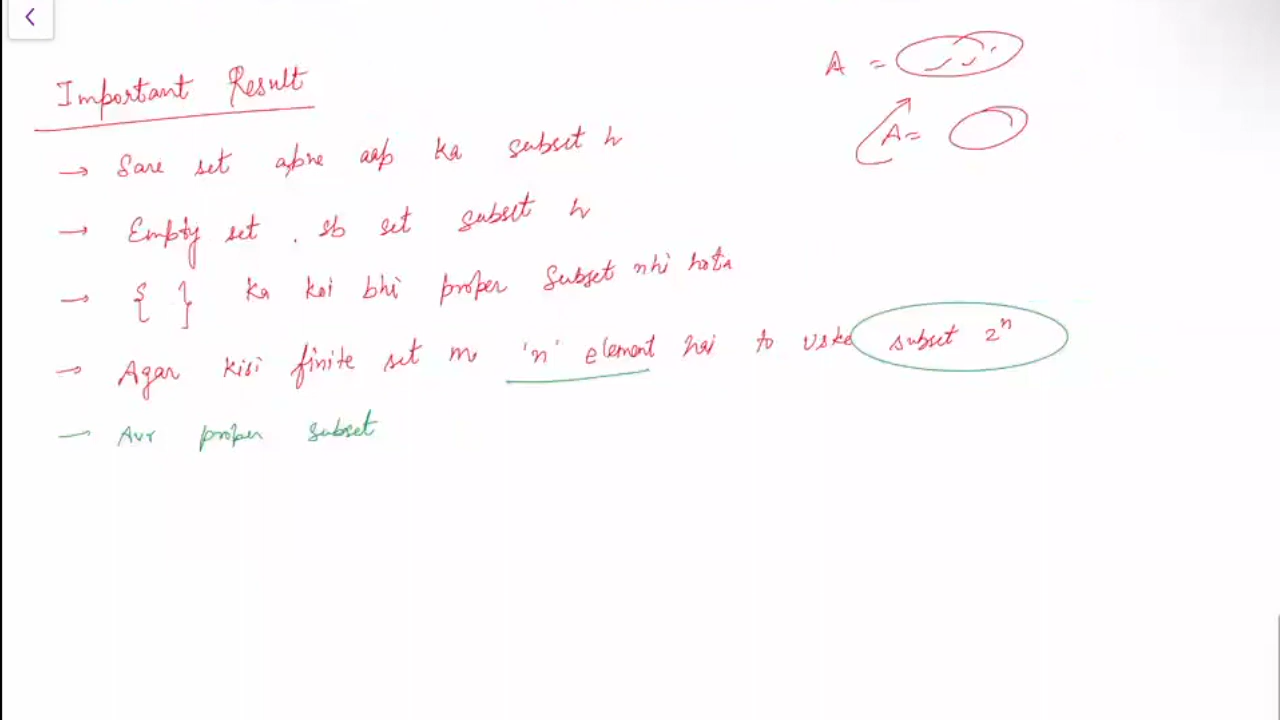 Important Result
A =
A =
→ Sare set apne aap ka subset h
→ Empty set . sb set subset h
→ { } ka koi bhi proper subset nhi hota
→ Agar kisi finite set m 'n' element hai to uske subset 2ⁿ
— Aur proper subset